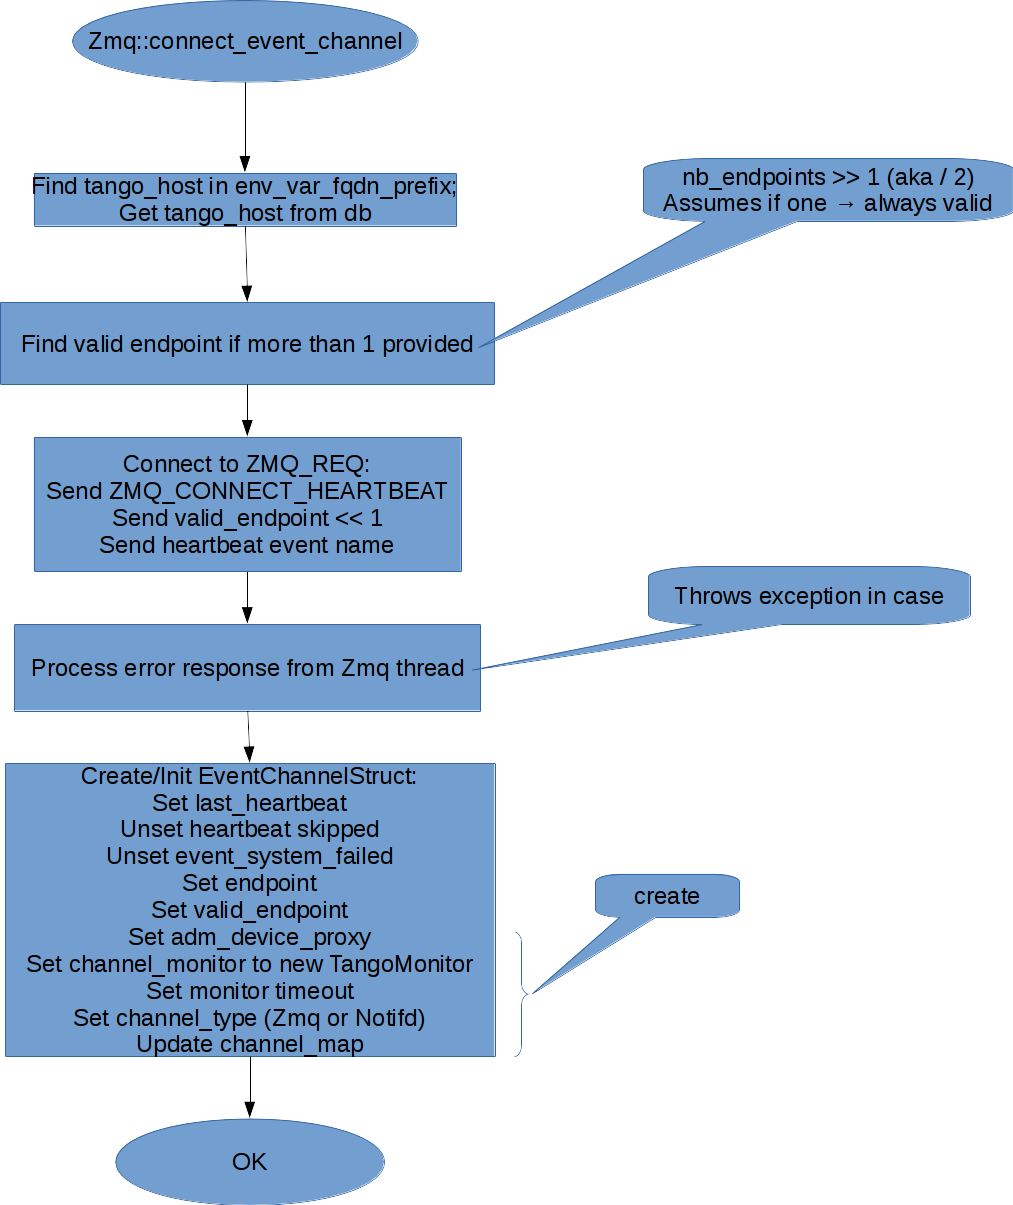 Zmq::connect_event_channel
Find tango_host in env_var_fqdn_prefix;
Get tango_host from db
nb_endpoints >> 1 (aka / 2)
Assumes if one → always valid
Find valid endpoint if more than 1 provided
Connect to ZMQ_REQ:
Send ZMQ_CONNECT_HEARTBEAT
Send valid_endpoint << 1
Send heartbeat event name
Throws exception in case
Process error response from Zmq thread
Create/Init EventChannelStruct:
Set last_heartbeat
Unset heartbeat skipped
Unset event_system_failed
Set endpoint
Set valid_endpoint
Set adm_device_proxy
Set channel_monitor to new TangoMonitor
Set monitor timeout
Set channel_type (Zmq or Notifd)
Update channel_map
create
OK